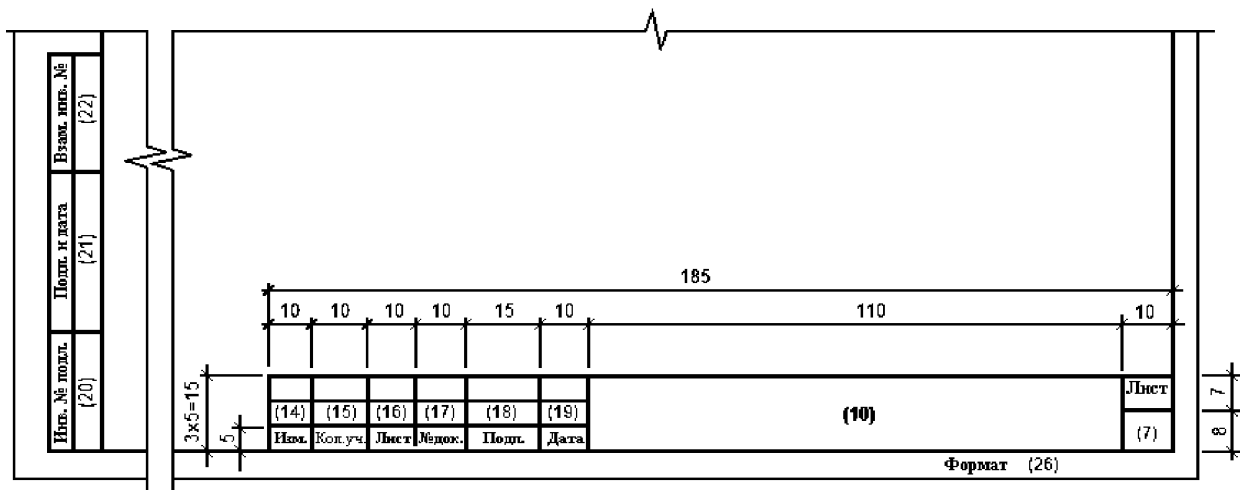 Взам. инв. №
(22)
Подп. и дата
(21)
Инв. № подл.
(20)
185
10 10 10 10 15 10 110 10
3х5=15
5
(14) (15) (16) (17) (18) (19)
Изм. Кол.уч. Лист №док. Подп. Дата
(10)
Лист
(7)
7
8
Формат (26)